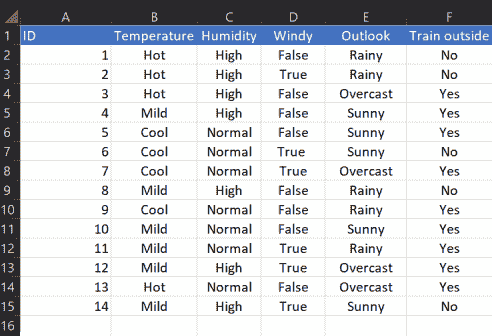 A B C D E F
1 ID Temperature Humidity Windy Outlook Train outside
2 1 Hot High False Rainy No
3 2 Hot High True Rainy No
4 3 Hot High False Overcast Yes
5 4 Mild High False Sunny Yes
6 5 Cool Normal False Sunny Yes
7 6 Cool Normal True Sunny No
8 7 Cool Normal True Overcast Yes
9 8 Mild High False Rainy No
10 9 Cool Normal False Rainy Yes
11 10 Mild Normal False Sunny Yes
12 11 Mild Normal True Rainy Yes
13 12 Mild High True Overcast Yes
14 13 Hot Normal False Overcast Yes
15 14 Mild High True Sunny No
16